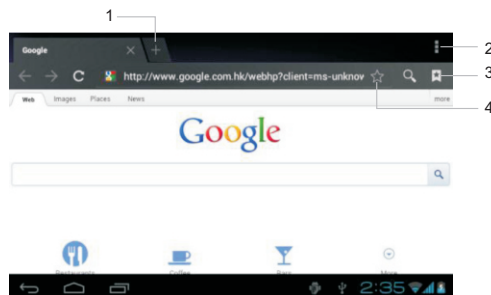 1
2
3
4
Google
http://www.google.com.hk/webhp?client=ms-unknov
Web Images Places News more
Google
Restaurants Coffee Bars More
2:35